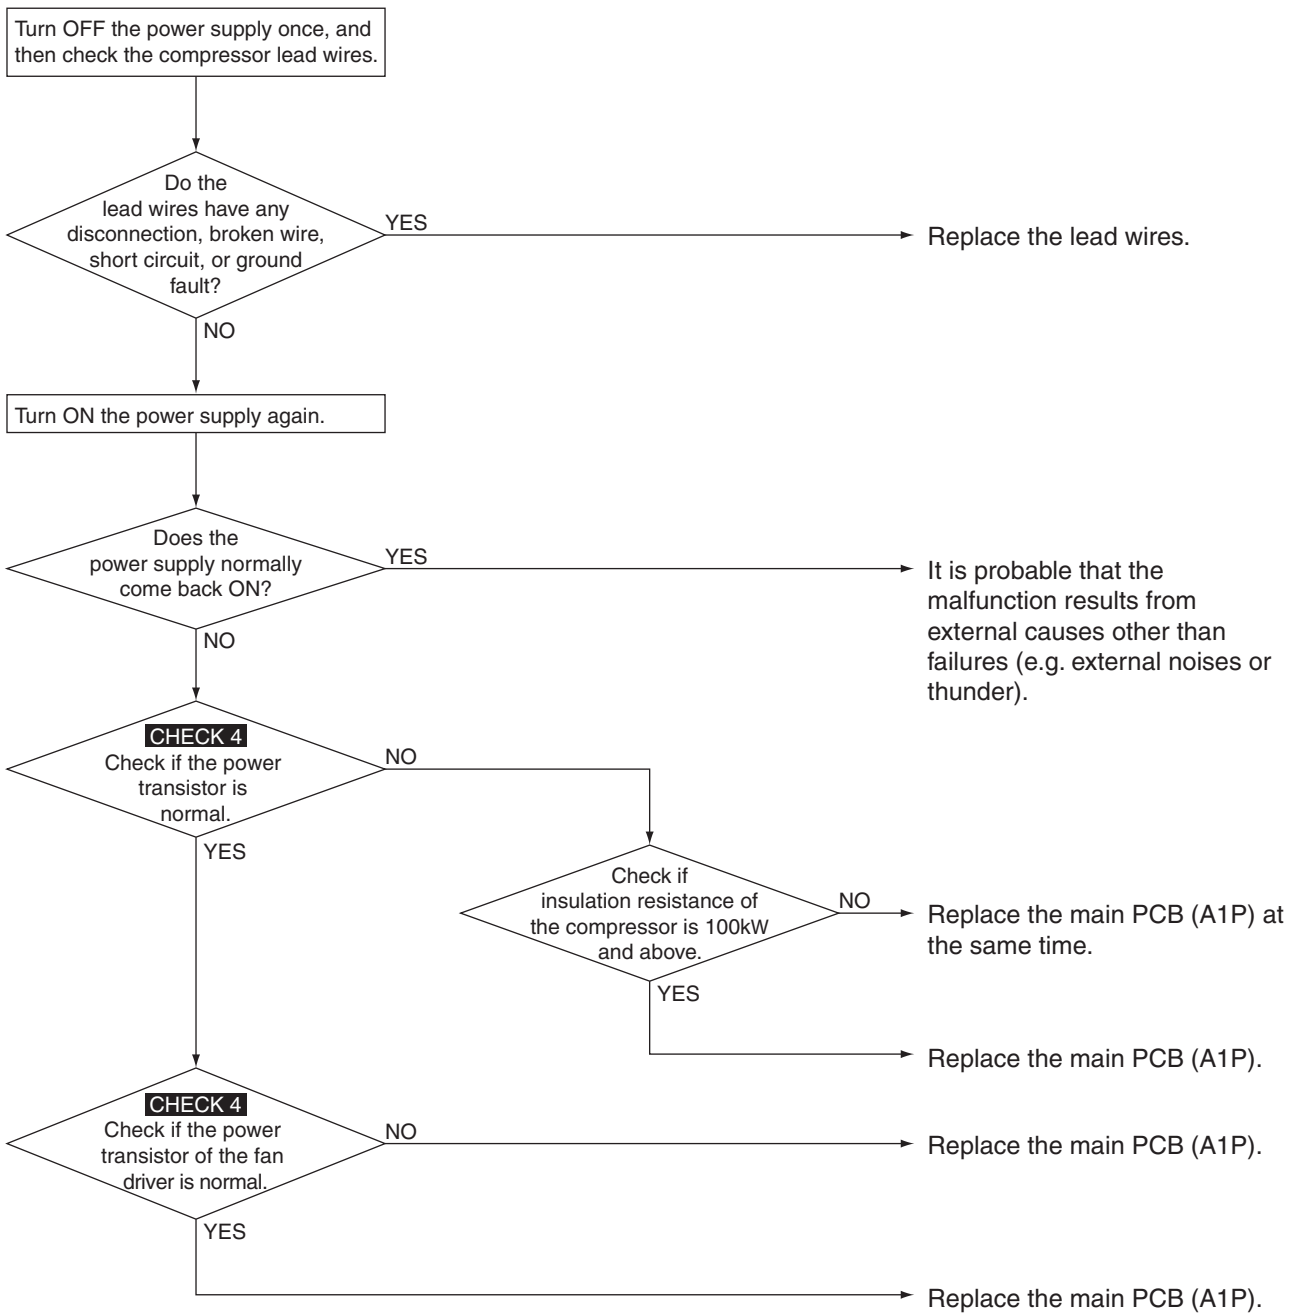 Turn OFF the power supply once, and
then check the compressor lead wires.
Do the
lead wires have any
disconnection, broken wire,
short circuit, or ground
fault?
YES
Replace the lead wires.
NO
Turn ON the power supply again.
Does the
power supply normally
come back ON?
YES
It is probable that the
malfunction results from
external causes other than
failures (e.g. external noises or
thunder).
NO
CHECK 4
Check if the power
transistor is
normal.
NO
YES
Check if
insulation resistance of
the compressor is 100kW
and above.
NO
Replace the main PCB (A1P) at
the same time.
YES
Replace the main PCB (A1P).
CHECK 4
Check if the power
transistor of the fan
driver is normal.
NO
Replace the main PCB (A1P).
YES
Replace the main PCB (A1P).